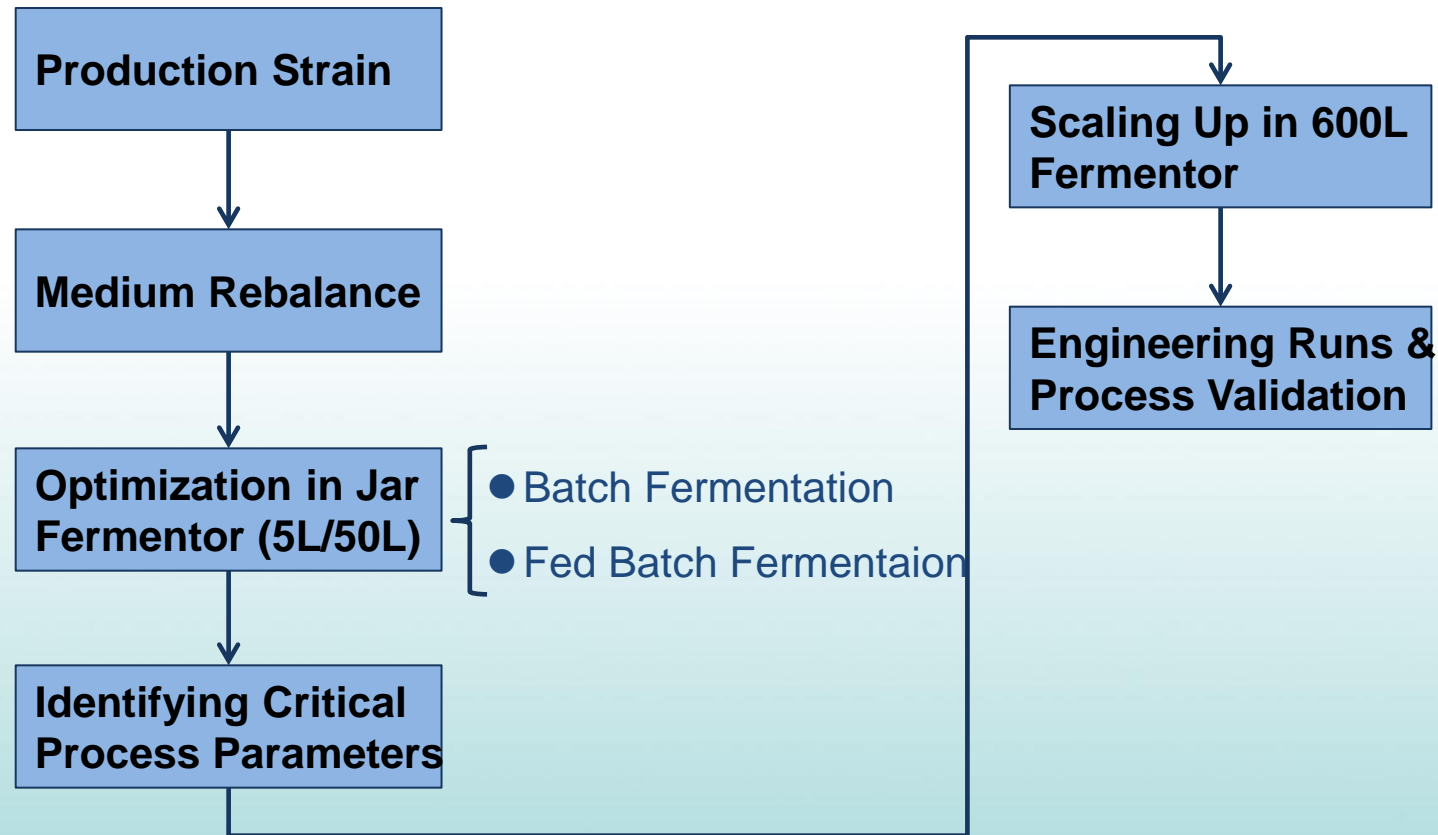 Production Strain
Medium Rebalance
Optimization in Jar
Fermentor (5L/50L)
● Batch Fermentation
● Fed Batch Fermentaion
Identifying Critical
Process Parameters
Scaling Up in 600L
Fermentor
Engineering Runs &
Process Validation